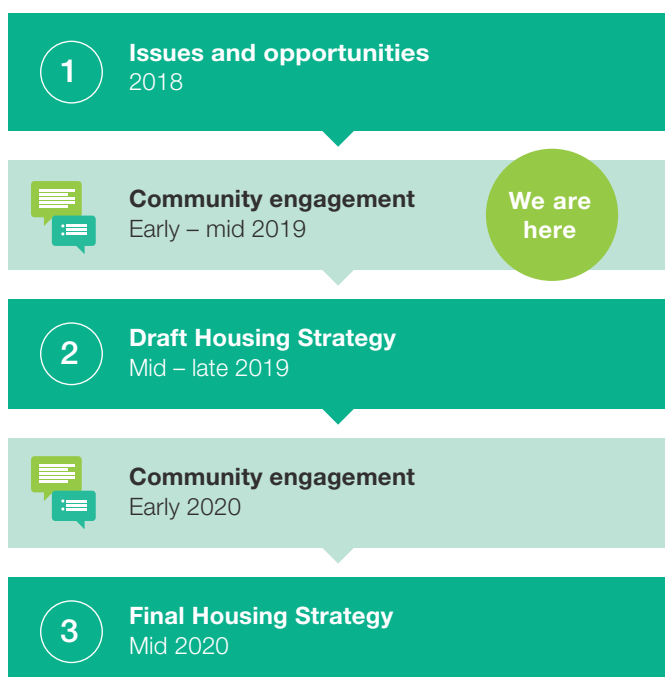 1
Issues and opportunities
2018
Community engagement
Early – mid 2019
We are
here
2
Draft Housing Strategy
Mid – late 2019
Community engagement
Early 2020
3
Final Housing Strategy
Mid 2020